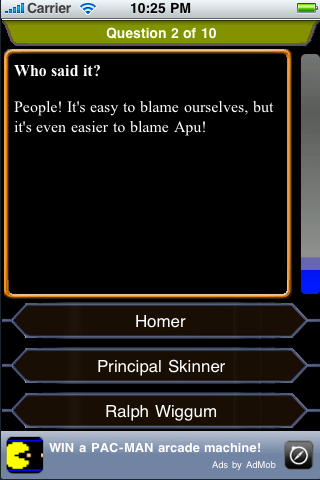 Carrier 10:25 PM
Question 2 of 10
Who said it?
People! It's easy to blame ourselves, but
it's even easier to blame Apu!
Homer
Principal Skinner
Ralph Wiggum
WIN a PAC-MAN arcade machine!
Ads by AdMob